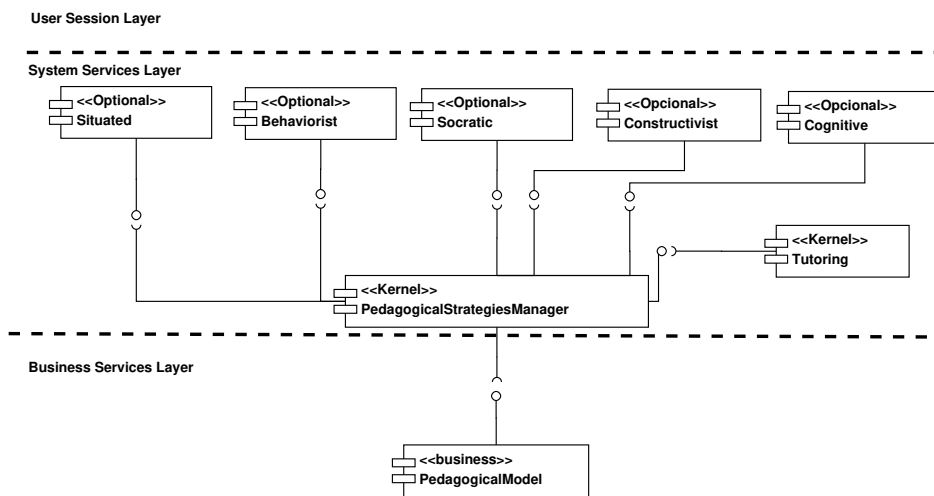 User Session Layer
System Services Layer
<<Optional>>
Situated
<<Optional>>
Behaviorist
<<Optional>>
Socratic
<<Opcional>>
Constructivist
<<Opcional>>
Cognitive
<<Kernel>>
Tutoring
<<Kernel>>
PedagogicalStrategiesManager
Business Services Layer
<<business>>
PedagogicalModel